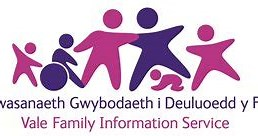 wasanaeth Gwybodaeth i Deuluoedd y F
Vale Family Information Service